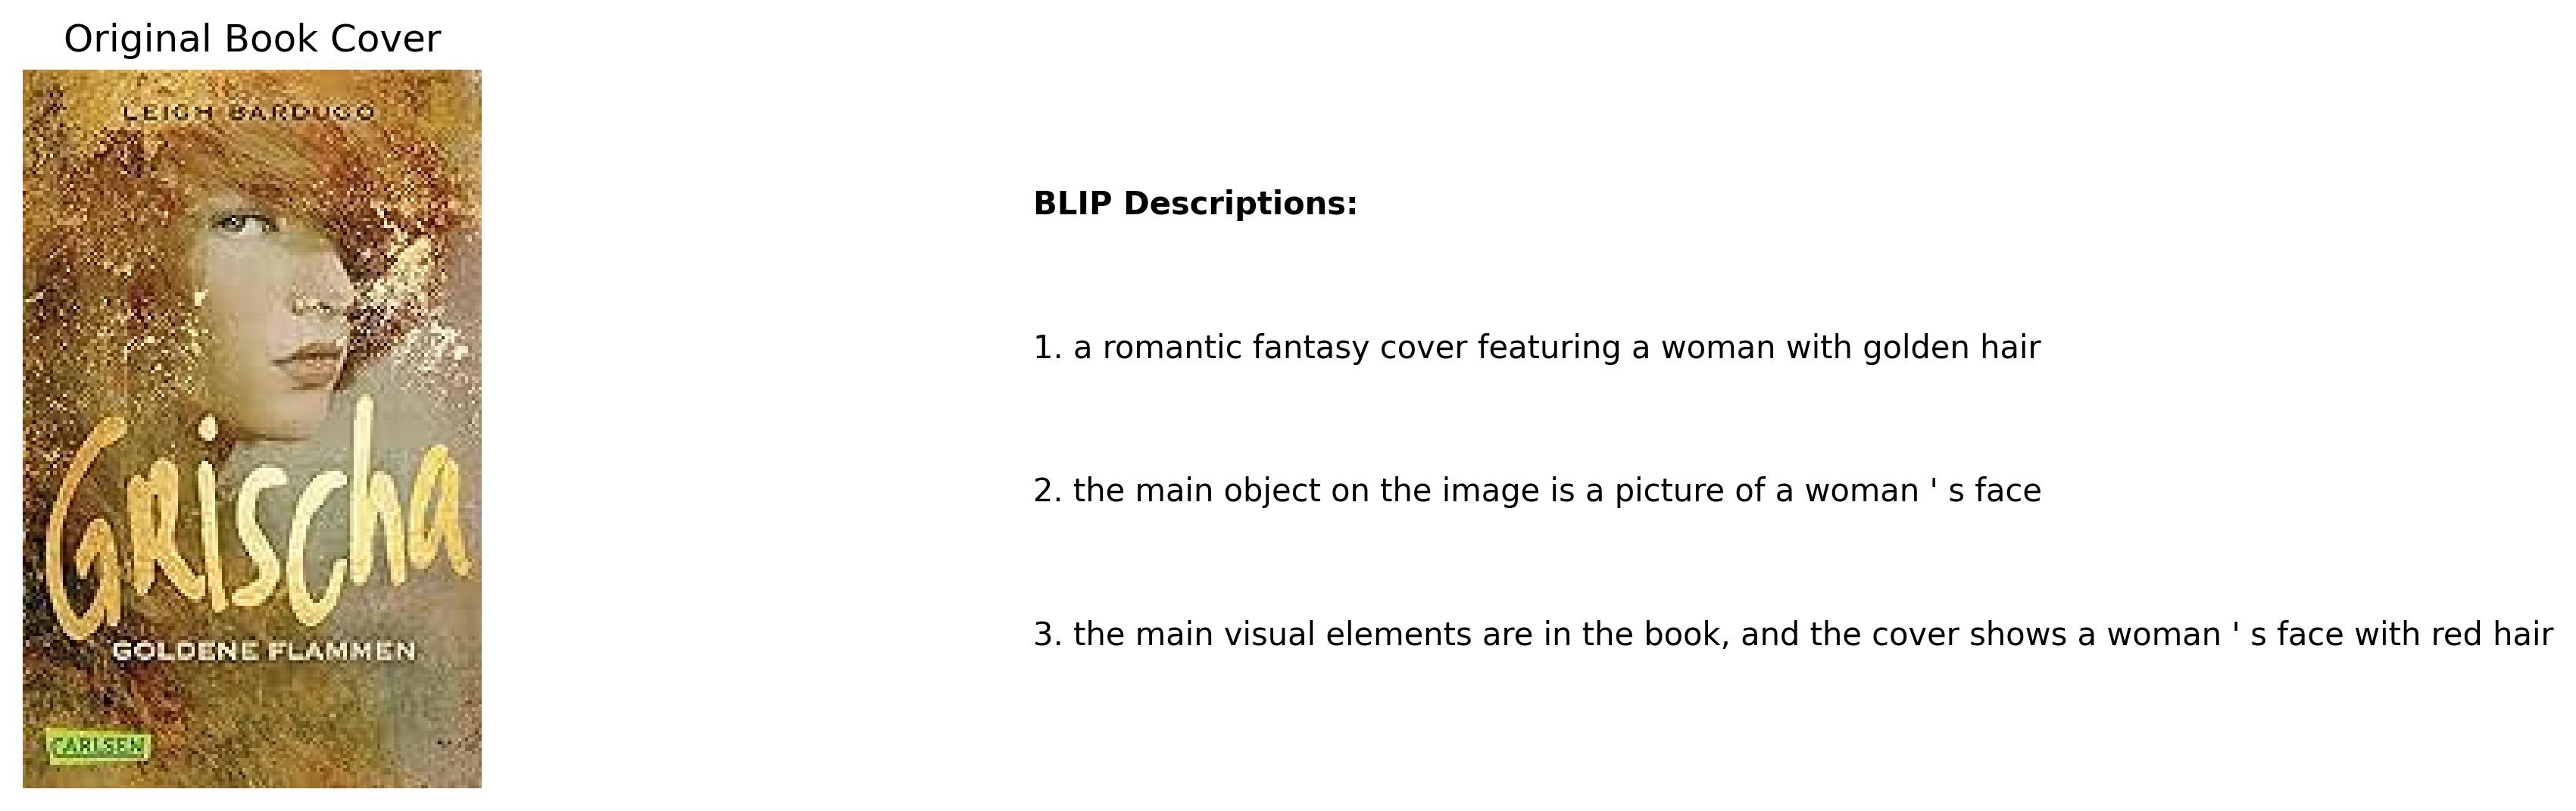 Original Book Cover
LEIGH BARDUGO
GRischa
GOLDENE FLAMMEN
CARLSEN
BLIP Descriptions:
1. a romantic fantasy cover featuring a woman with golden hair
2. the main object on the image is a picture of a woman ' s face
3. the main visual elements are in the book, and the cover shows a woman ' s face with red hair